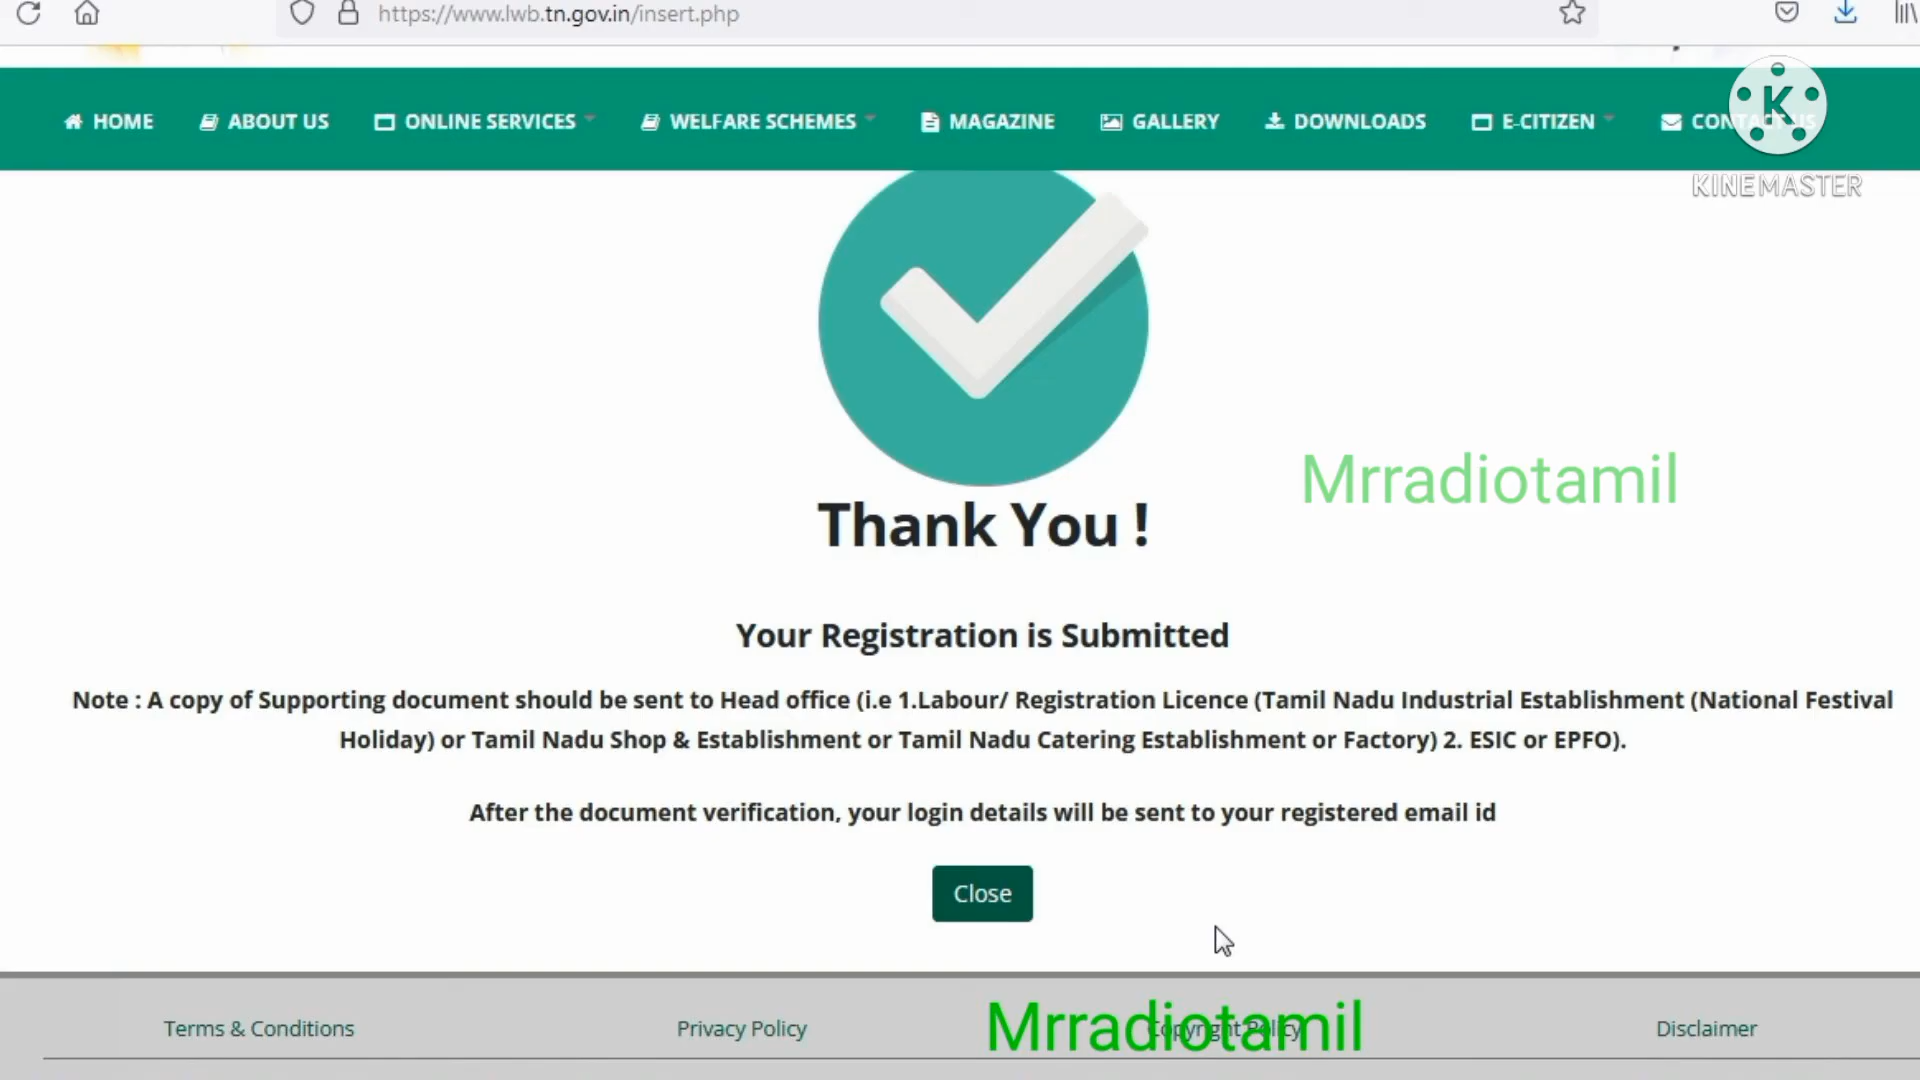 https://www.lwb.tn.gov.in/insert.php
HOME ABOUT US ONLINE SERVICES WELFARE SCHEMES MAGAZINE GALLERY DOWNLOADS E-CITIZEN CONTACT US
K
KINEMASTER
Mrradiotamil
Thank You !
Your Registration is Submitted
Note : A copy of Supporting document should be sent to Head office (i.e 1.Labour/ Registration Licence (Tamil Nadu Industrial Establishment (National Festival
Holiday) or Tamil Nadu Shop & Establishment or Tamil Nadu Catering Establishment or Factory) 2. ESIC or EPFO).
After the document verification, your login details will be sent to your registered email id
Close
Terms & Conditions Privacy Policy Copyright Policy Disclaimer
Mrradiotamil